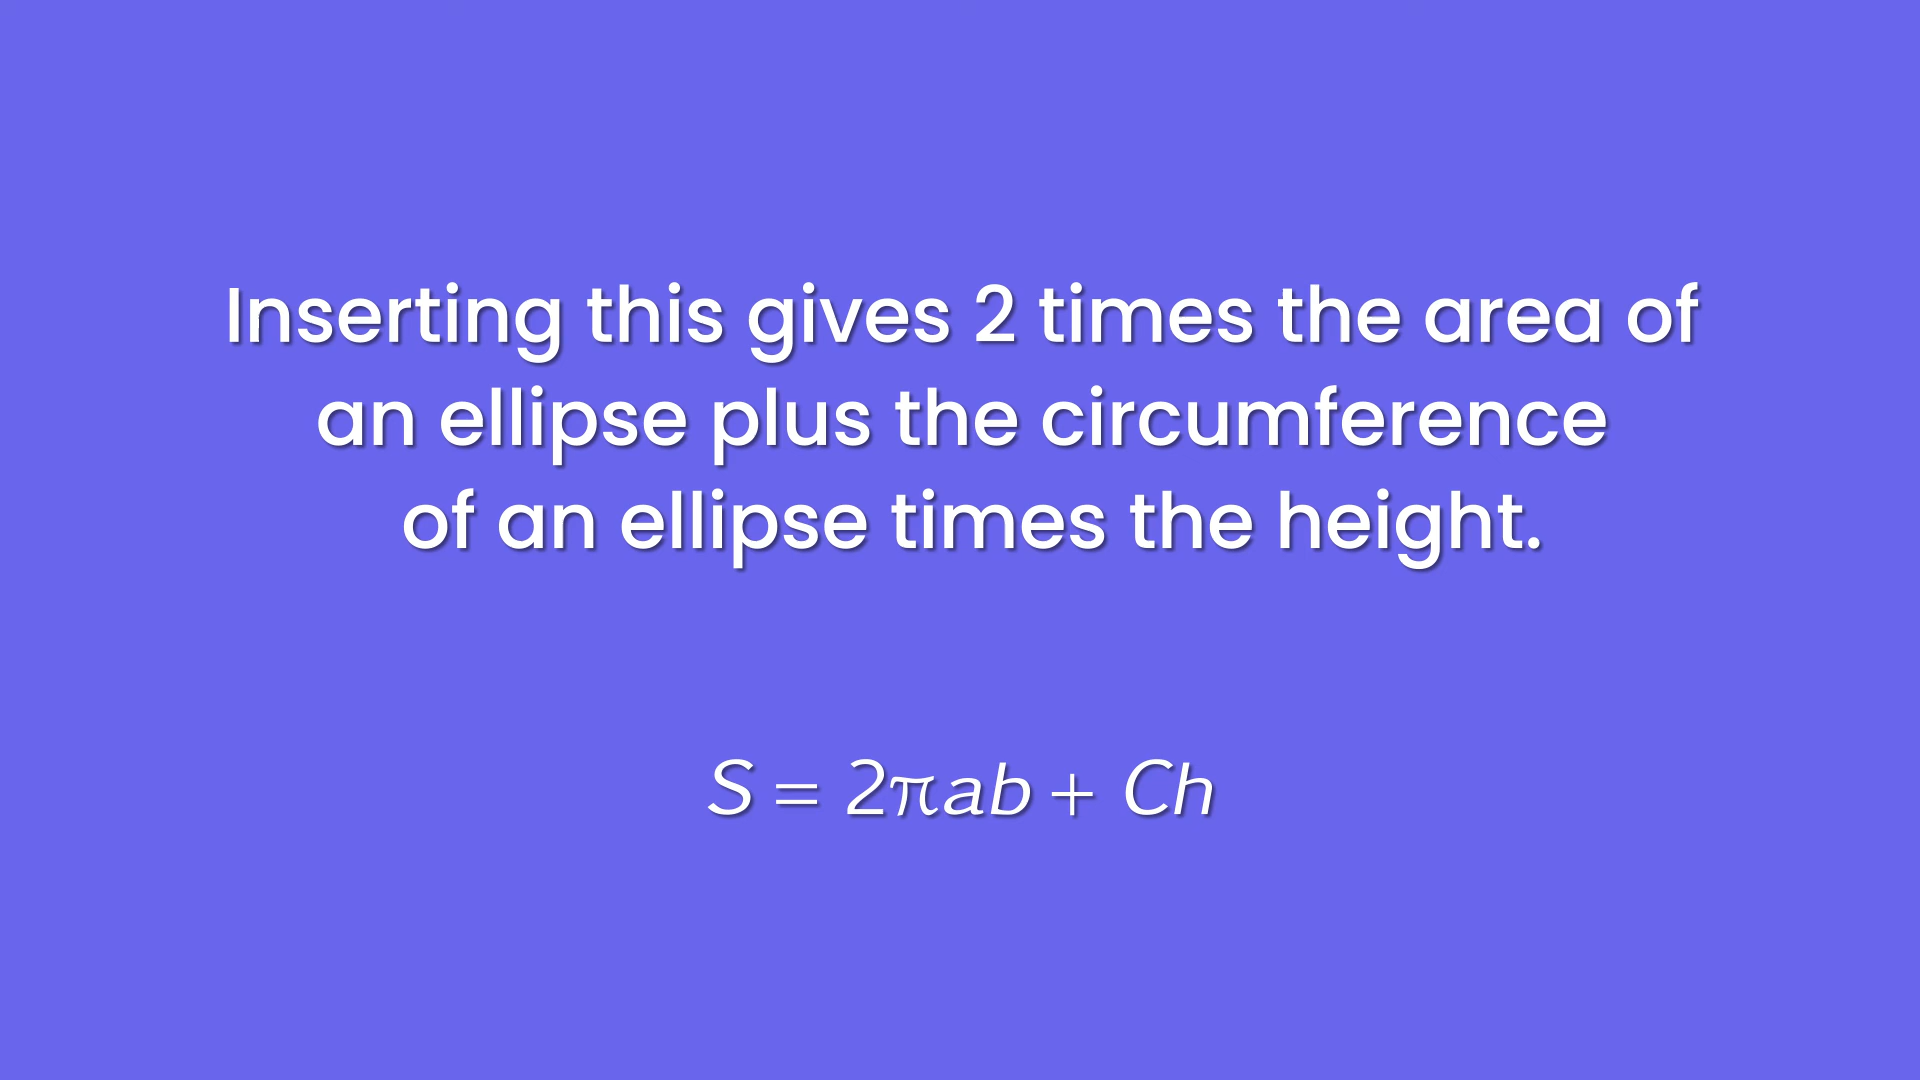 Inserting this gives 2 times the area of
an ellipse plus the circumference
of an ellipse times the height.
S = 2πab + Ch